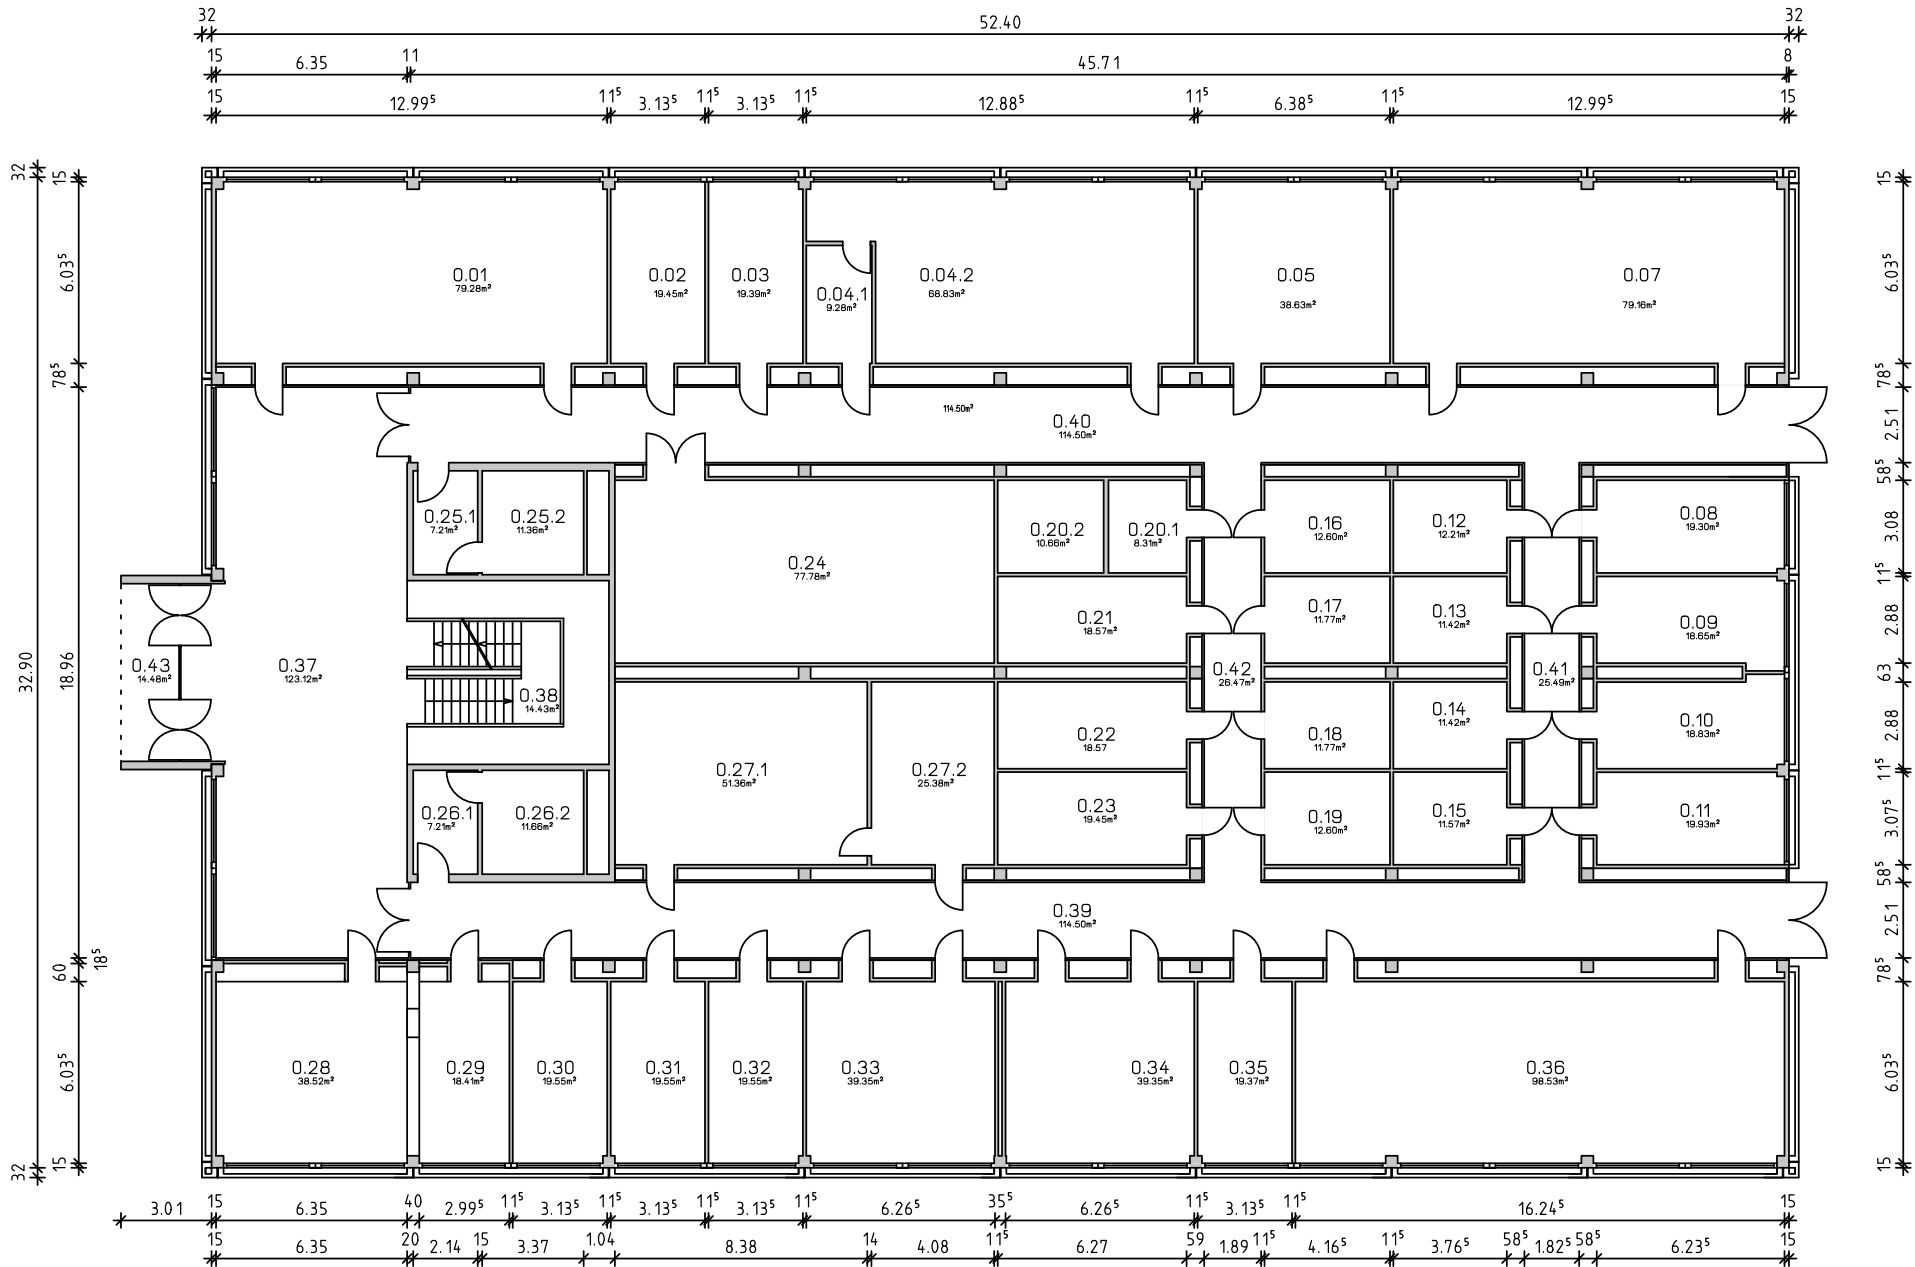 32 52.40 32
15 6.35 11 45.71 8
15 12.99⁵ 11⁵ 3.13⁵ 11⁵ 3.13⁵ 11⁵ 12.88⁵ 11⁵ 6.38⁵ 11⁵ 12.99⁵ 15
32
32.90
32
15
6.03⁵
78⁵
18.96
18⁵
60
6.03⁵
15
0.01
79.28m²
0.02
19.45m²
0.03
19.39m²
0.04.1
9.28m²
0.04.2
68.83m²
0.05
38.63m²
0.07
79.16m²
114.50m²
0.40
114.50m²
0.25.1
7.21m²
0.25.2
11.36m²
0.24
77.78m²
0.20.2
10.66m²
0.20.1
8.31m²
0.16
12.60m²
0.12
12.21m²
0.08
19.30m²
0.21
18.57m²
0.17
11.77m²
0.13
11.42m²
0.09
18.65m²
0.43
14.48m²
0.37
123.12m²
0.38
14.43m²
0.42
26.47m²
0.41
25.49m²
0.22
18.57
0.18
11.77m²
0.14
11.42m²
0.10
18.83m²
0.27.1
51.36m²
0.27.2
25.38m²
0.26.1
7.21m²
0.26.2
11.66m²
0.23
19.45m²
0.19
12.60m²
0.15
11.57m²
0.11
19.93m²
0.39
114.50m²
0.28
38.52m²
0.29
18.41m²
0.30
19.55m²
0.31
19.55m²
0.32
19.55m²
0.33
39.35m²
0.34
39.35m²
0.35
19.37m²
0.36
98.53m²
15
6.03⁵
78⁵
2.51
58⁵
3.08
11⁵
2.88
63
2.88
11⁵
3.07⁵
58⁵
2.51
78⁵
6.03⁵
15
3.01 15 6.35 40 2.99⁵ 11⁵ 3.13⁵ 11⁵ 3.13⁵ 11⁵ 3.13⁵ 11⁵ 6.26⁵ 35⁵ 6.26⁵ 11⁵ 3.13⁵ 11⁵ 16.24⁵ 15
15 6.35 20 2.14 15 3.37 1.04 8.38 14 4.08 11⁵ 6.27 59 1.89 11⁵ 4.16⁵ 11⁵ 3.76⁵ 58⁵ 1.82⁵ 58⁵ 6.23⁵ 15